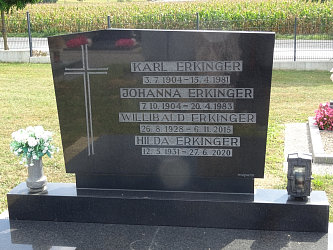 KARL ERKINGER
3.7.1904 – 15.4.1981
JOHANNA ERKINGER
7.10.1904 – 20.4.1983
WILLIBALD ERKINGER
26.8.1928 – 6.11.2015
HILDA ERKINGER
12.3.1931 – 27.6.2020